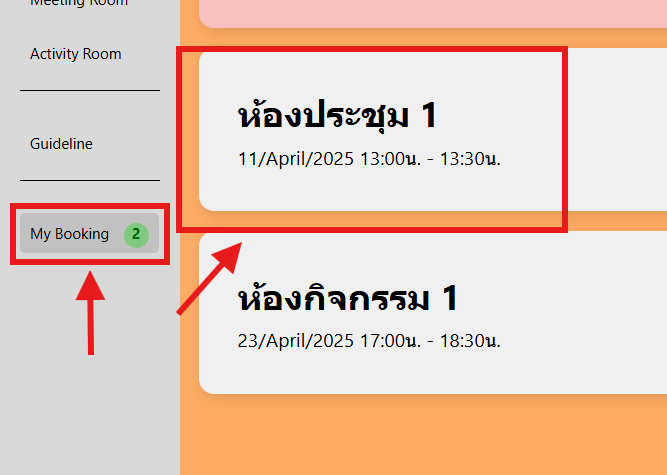 Meeting Room
Activity Room
Guideline
My Booking 2
ห้องประชุม 1
11/April/2025 13:00น. - 13:30น.
ห้องกิจกรรม 1
23/April/2025 17:00น. - 18:30น.